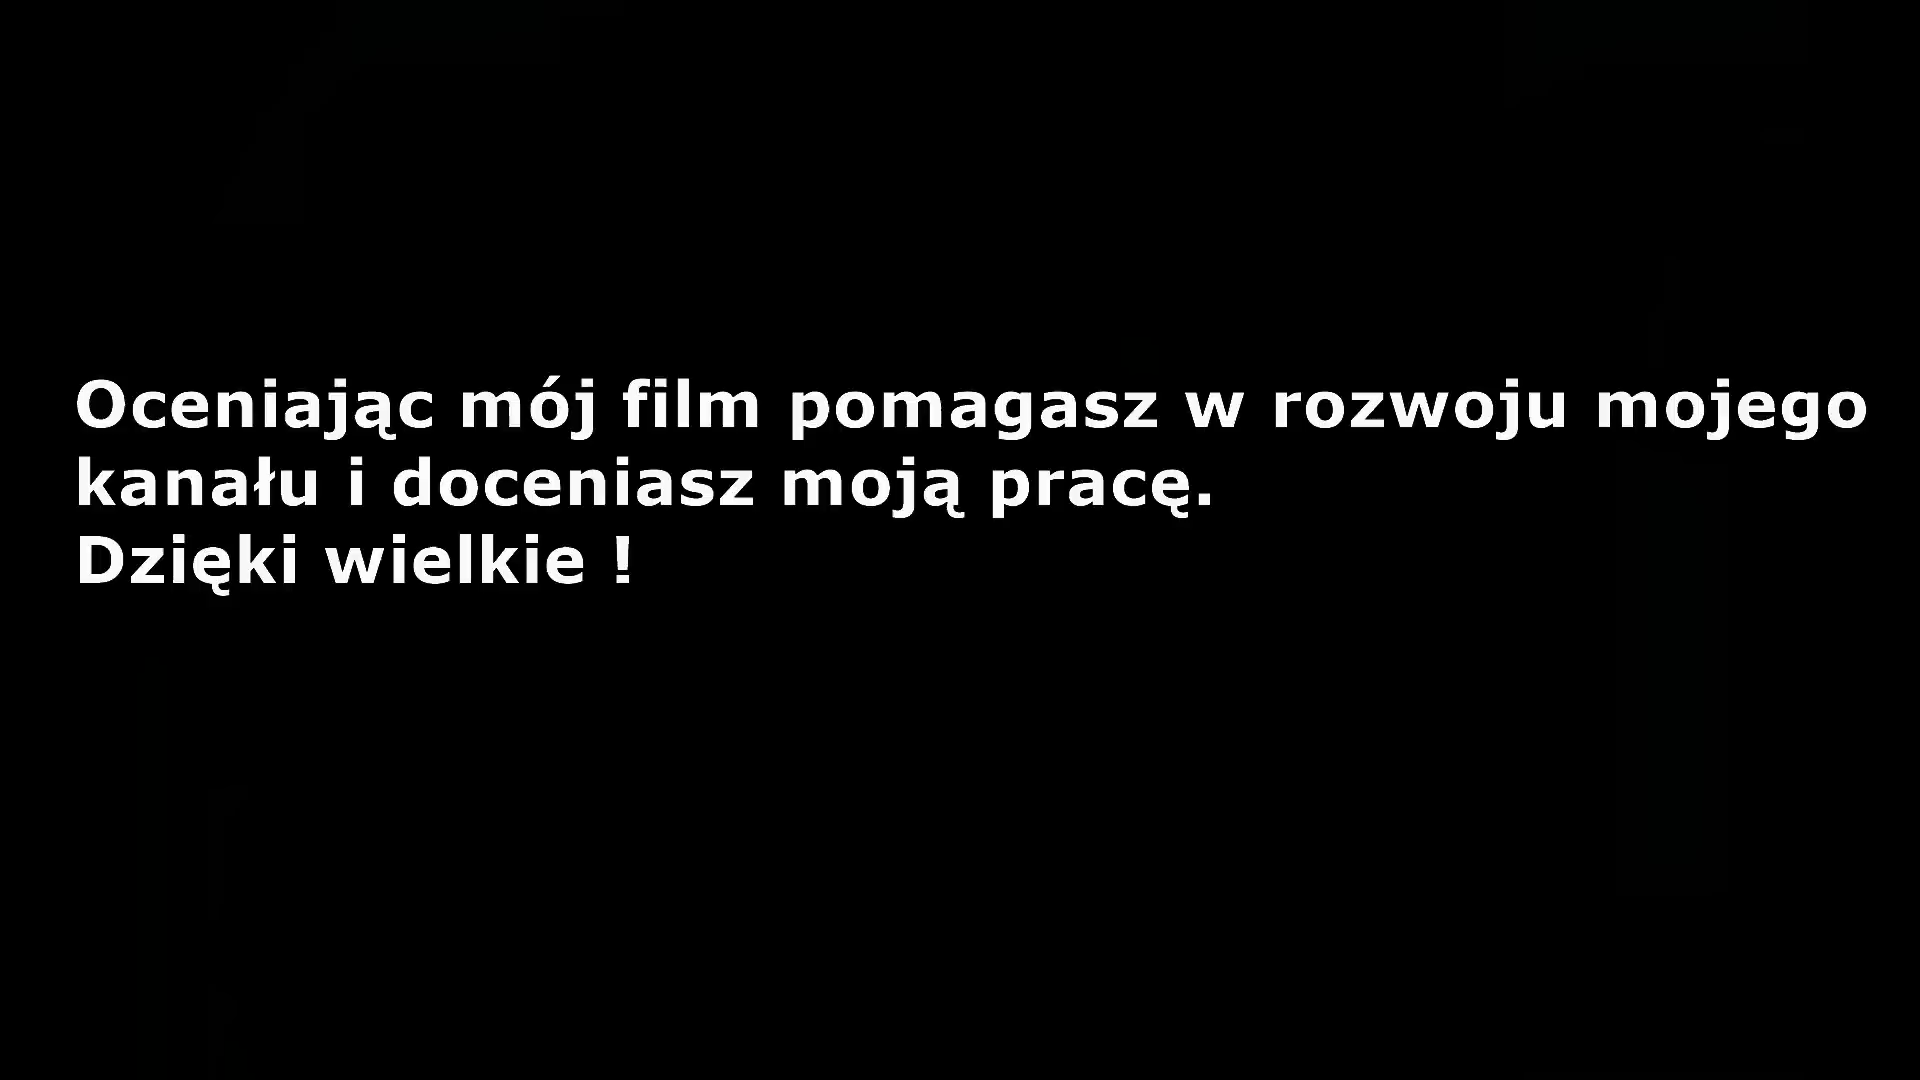 Oceniając mój film pomagasz w rozwoju mojego
kanału i doceniasz moją pracę.
Dzięki wielkie !